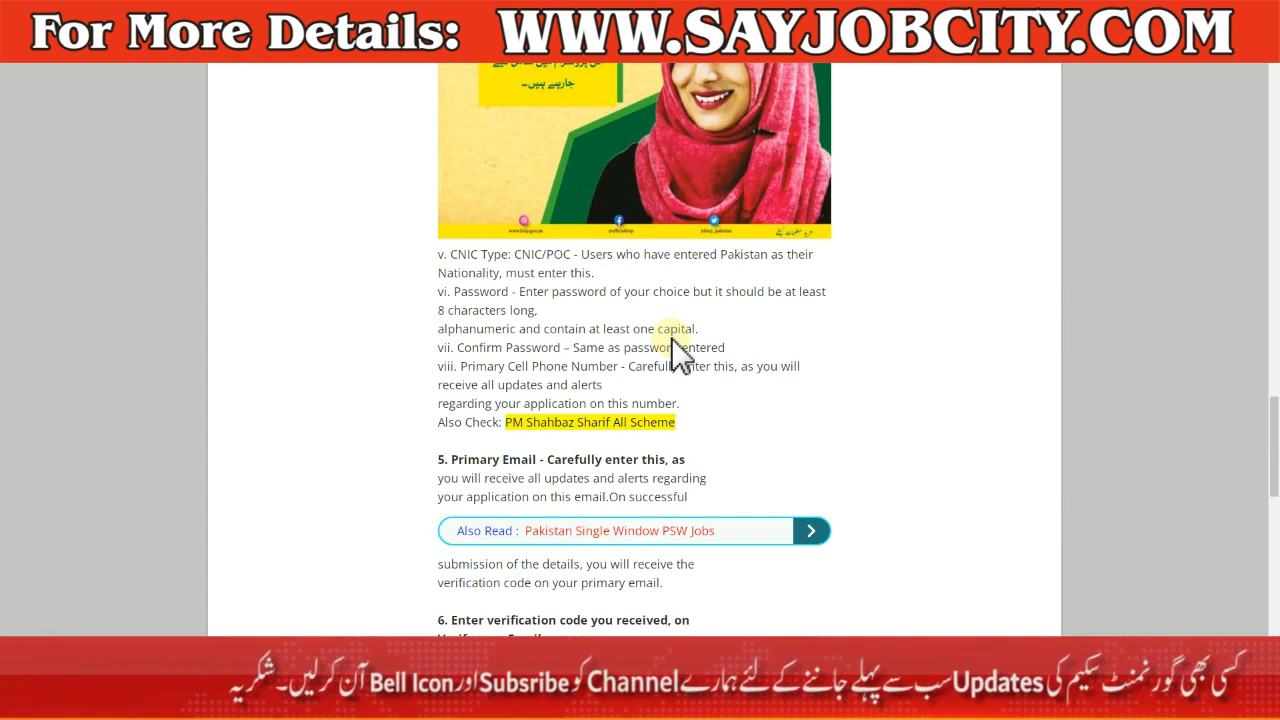 For More Details: WWW.SAYJOBCITY.COM
جارہے ہیں۔
www.bisp.gov.pk
v. CNIC Type: CNIC/POC - Users who have entered Pakistan as their
Nationality, must enter this.
vi. Password - Enter password of your choice but it should be at least
8 characters long,
alphanumeric and contain at least one capital.
vii. Confirm Password – Same as password entered
viii. Primary Cell Phone Number - Carefully enter this, as you will
receive all updates and alerts
regarding your application on this number.
Also Check: PM Shahbaz Sharif All Scheme
5. Primary Email - Carefully enter this, as
you will receive all updates and alerts regarding
your application on this email.On successful
Also Read : Pakistan Single Window PSW Jobs
submission of the details, you will receive the
verification code on your primary email.
6. Enter verification code you received, on
کسی بھی گورنمنٹ سکیم کی Updates سب سے پہلے جاننے کے لئے ہمارے Channel کو Subsribe اور Bell Icon آن کرلیں۔ شکریہ